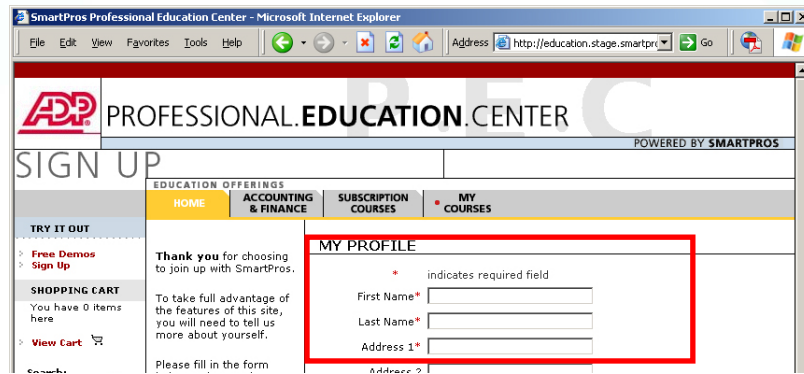 SmartPros Professional Education Center - Microsoft Internet Explorer
File Edit View Favorites Tools Help
Address http://education.stage.smartpr
Go
P.E.C
ADP PROFESSIONAL.EDUCATION.CENTER
POWERED BY SMARTPROS
SIGN UP
EDUCATION OFFERINGS
HOME
ACCOUNTING & FINANCE
SUBSCRIPTION COURSES
MY COURSES
TRY IT OUT
Free Demos
Sign Up
SHOPPING CART
You have 0 items
here
View Cart
Search:
Thank you for choosing
to join up with SmartPros.
To take full advantage of
the features of this site,
you will need to tell us
more about yourself.
Please fill in the form
MY PROFILE
* indicates required field
First Name*
Last Name*
Address 1*
Address 2